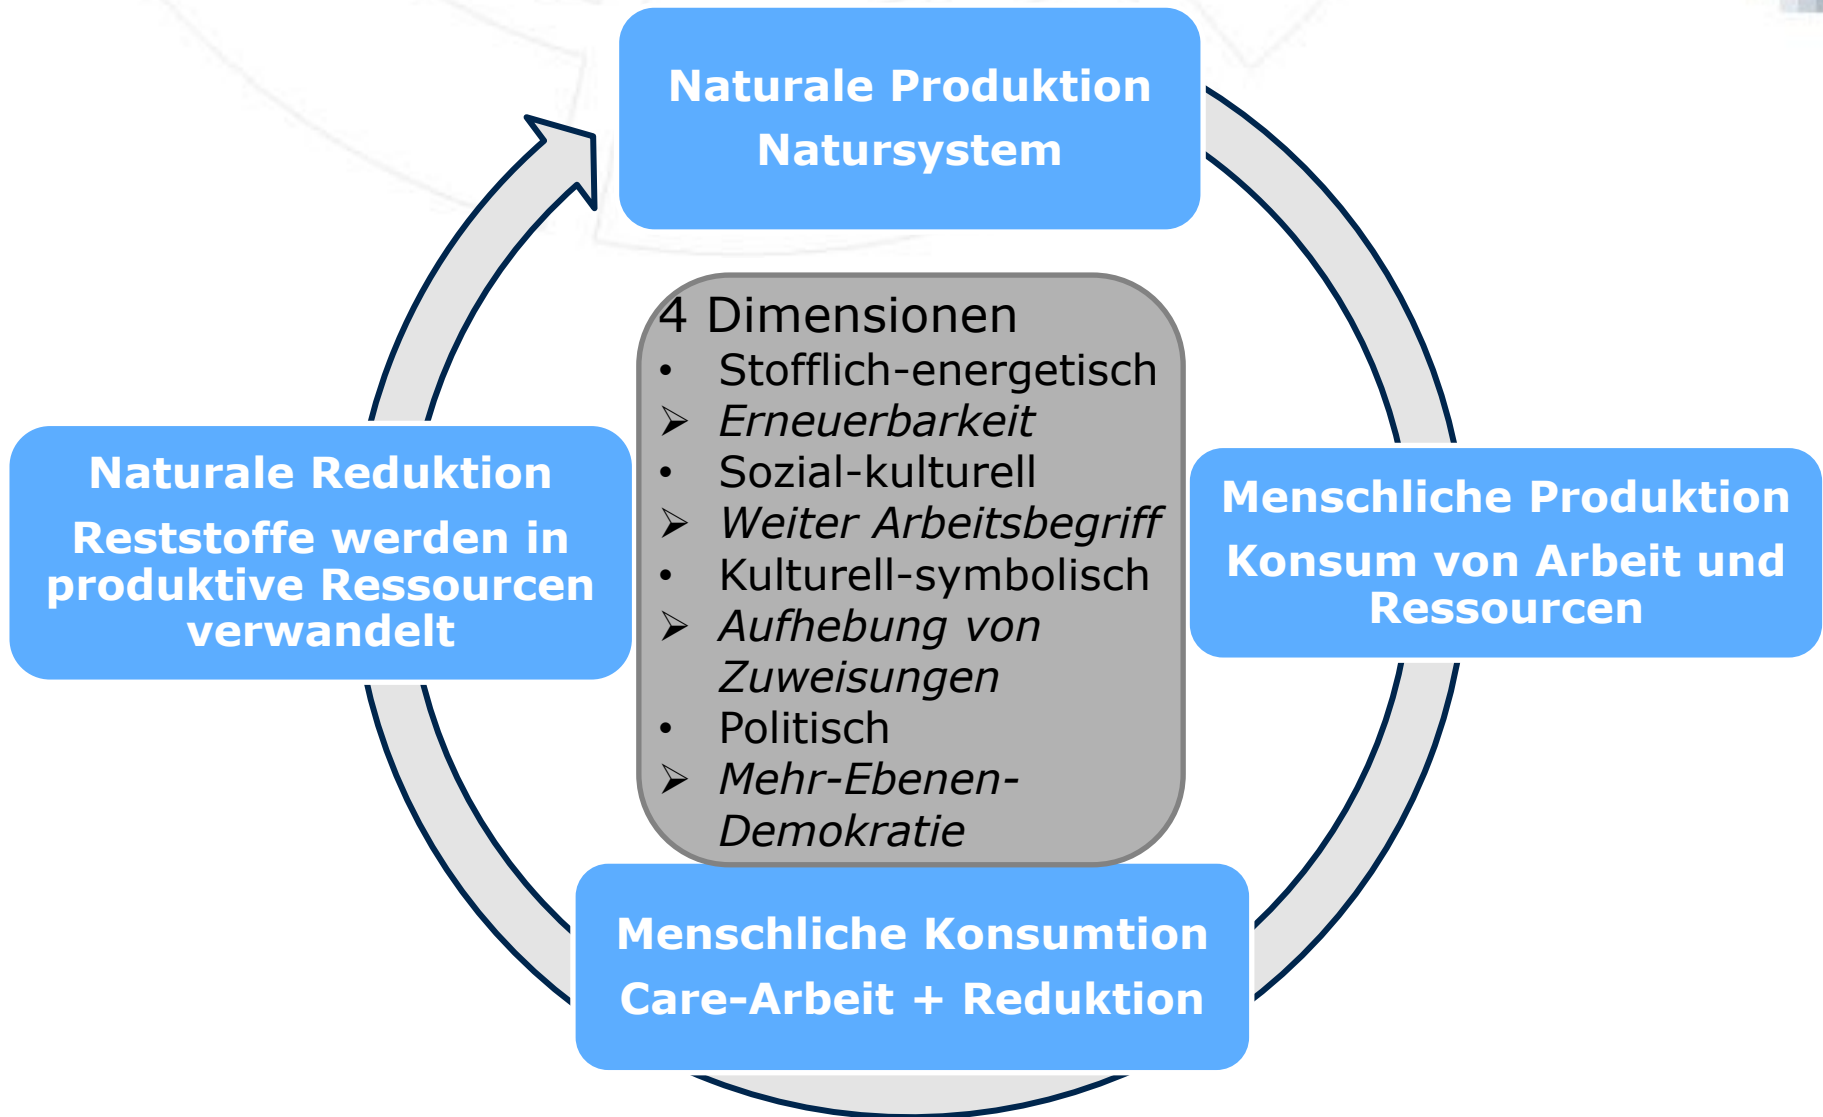 Naturale Produktion
Natursystem
4 Dimensionen
• Stofflich-energetisch
➢ Erneuerbarkeit
• Sozial-kulturell
➢ Weiter Arbeitsbegriff
• Kulturell-symbolisch
➢ Aufhebung von
Zuweisungen
• Politisch
➢ Mehr-Ebenen-
Demokratie
Naturale Reduktion
Reststoffe werden in
produktive Ressourcen
verwandelt
Menschliche Produktion
Konsum von Arbeit und
Ressourcen
Menschliche Konsumtion
Care-Arbeit + Reduktion